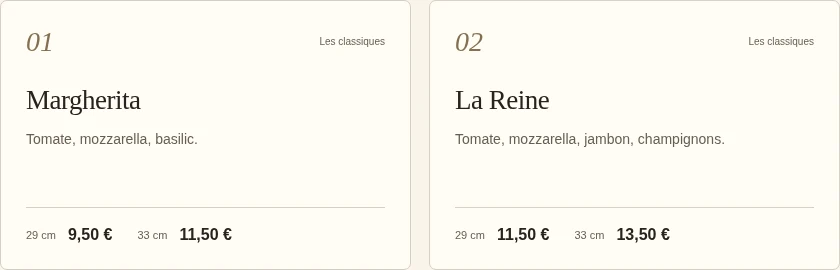 01
Les classiques
Margherita
Tomate, mozzarella, basilic.
29 cm 9,50 € 33 cm 11,50 €
02
Les classiques
La Reine
Tomate, mozzarella, jambon, champignons.
29 cm 11,50 € 33 cm 13,50 €